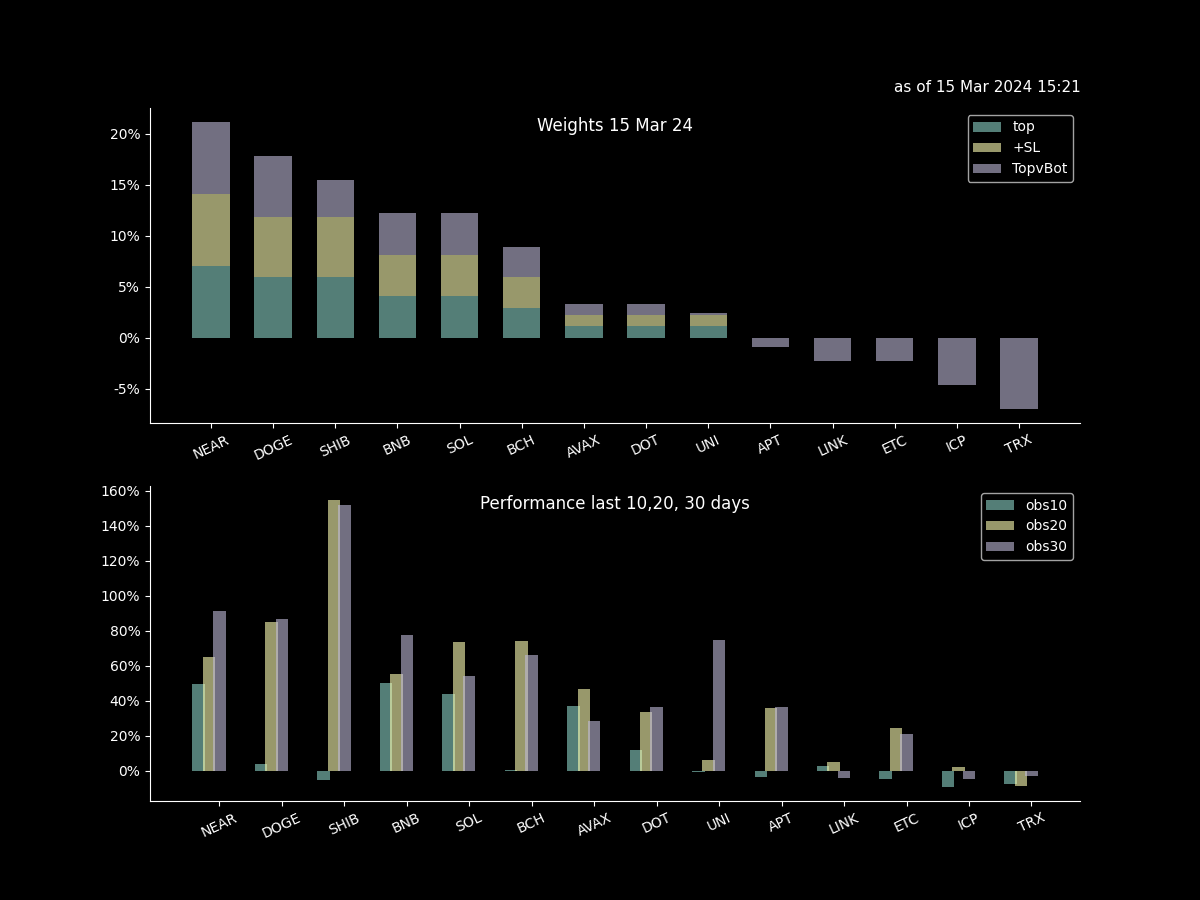 as of 15 Mar 2024 15:21
Weights 15 Mar 24
top
+SL
TopvBot
20%
15%
10%
5%
0%
-5%
NEAR DOGE SHIB BNB SOL BCH AVAX DOT UNI APT LINK ETC ICP TRX
Performance last 10,20, 30 days
obs10
obs20
obs30
160%
140%
120%
100%
80%
60%
40%
20%
0%
NEAR DOGE SHIB BNB SOL BCH AVAX DOT UNI APT LINK ETC ICP TRX